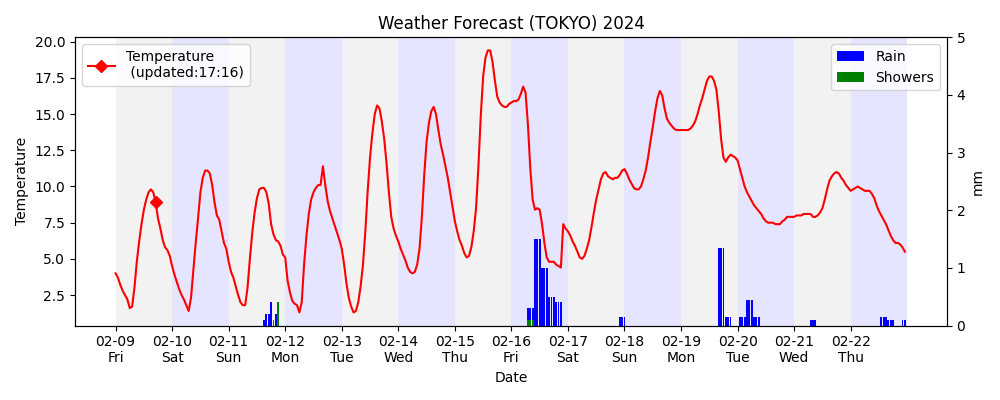 Weather Forecast (TOKYO) 2024
Temperature
(updated:17:16)
Rain
Showers
20.0
17.5
15.0
12.5
10.0
7.5
5.0
2.5
Temperature
5
4
3
2
1
0
mm
02-09 02-10 02-11 02-12 02-13 02-14 02-15 02-16 02-17 02-18 02-19 02-20 02-21 02-22
Fri Sat Sun Mon Tue Wed Thu Fri Sat Sun Mon Tue Wed Thu
Date